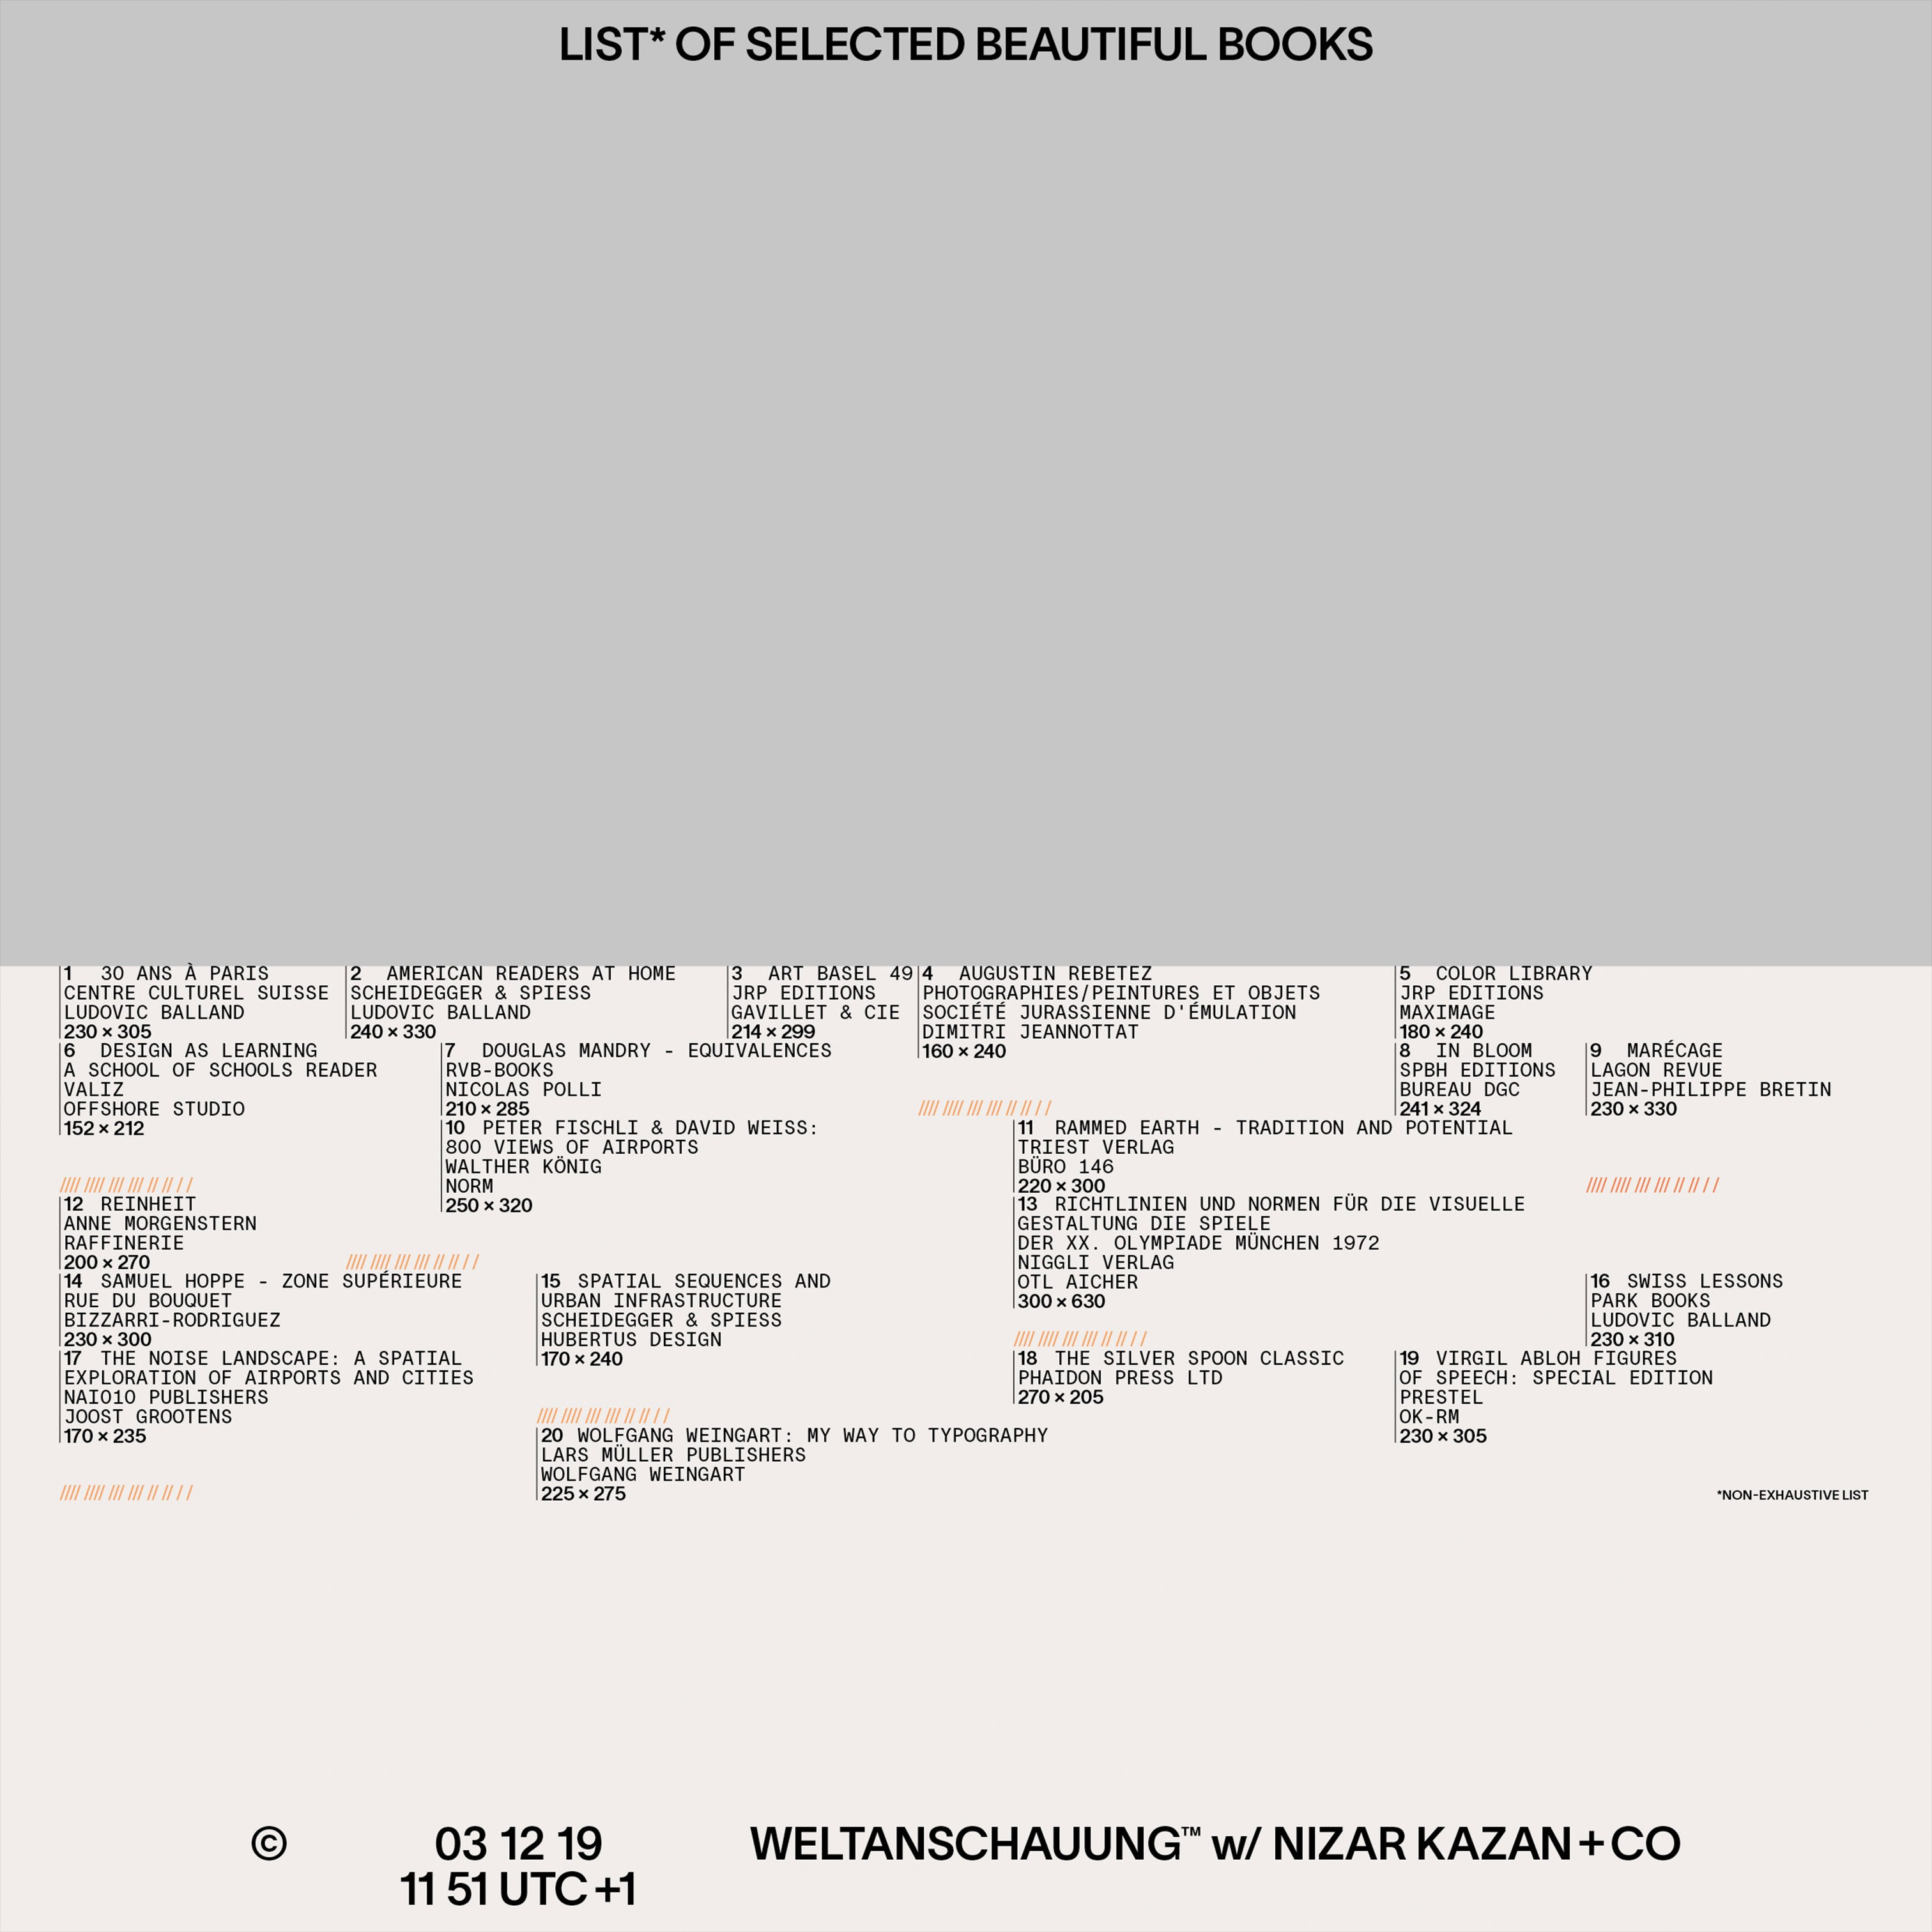 LIST* OF SELECTED BEAUTIFUL BOOKS
1 30 ANS À PARIS
CENTRE CULTUREL SUISSE
LUDOVIC BALLAND
230 × 305
2 AMERICAN READERS AT HOME
SCHEIDEGGER & SPIESS
LUDOVIC BALLAND
240 × 330
3 ART BASEL 49
JRP EDITIONS
GAVILLET & CIE
214 × 299
4 AUGUSTIN REBETEZ
PHOTOGRAPHIES/PEINTURES ET OBJETS
SOCIÉTÉ JURASSIENNE D'ÉMULATION
DIMITRI JEANNOTTAT
160 × 240
5 COLOR LIBRARY
JRP EDITIONS
MAXIMAGE
180 × 240
6 DESIGN AS LEARNING
A SCHOOL OF SCHOOLS READER
VALIZ
OFFSHORE STUDIO
152 × 212
//// //// /// /// // // / /
7 DOUGLAS MANDRY - EQUIVALENCES
RVB-BOOKS
NICOLAS POLLI
210 × 285
//// //// /// /// // // / /
8 IN BLOOM
SPBH EDITIONS
BUREAU DGC
241 × 324
9 MARÉCAGE
LAGON REVUE
JEAN-PHILIPPE BRETIN
230 × 330
//// //// /// /// // // / /
10 PETER FISCHLI & DAVID WEISS:
800 VIEWS OF AIRPORTS
WALTHER KÖNIG
NORM
250 × 320
//// //// /// /// // // / /
11 RAMMED EARTH - TRADITION AND POTENTIAL
TRIEST VERLAG
BÜRO 146
220 × 300
12 REINHEIT
ANNE MORGENSTERN
RAFFINERIE
200 × 270
13 RICHTLINIEN UND NORMEN FÜR DIE VISUELLE
GESTALTUNG DIE SPIELE
DER XX. OLYMPIADE MÜNCHEN 1972
NIGGLI VERLAG
OTL AICHER
300 × 630
//// //// /// /// // // / /
14 SAMUEL HOPPE - ZONE SUPÉRIEURE
RUE DU BOUQUET
BIZZARRI-RODRIGUEZ
230 × 300
15 SPATIAL SEQUENCES AND
URBAN INFRASTRUCTURE
SCHEIDEGGER & SPIESS
HUBERTUS DESIGN
170 × 240
//// //// /// /// // // / /
16 SWISS LESSONS
PARK BOOKS
LUDOVIC BALLAND
230 × 310
17 THE NOISE LANDSCAPE: A SPATIAL
EXPLORATION OF AIRPORTS AND CITIES
NAI010 PUBLISHERS
JOOST GROOTENS
170 × 235
//// //// /// /// // // / /
18 THE SILVER SPOON CLASSIC
PHAIDON PRESS LTD
270 × 205
19 VIRGIL ABLOH FIGURES
OF SPEECH: SPECIAL EDITION
PRESTEL
OK-RM
230 × 305
20 WOLFGANG WEINGART: MY WAY TO TYPOGRAPHY
LARS MÜLLER PUBLISHERS
WOLFGANG WEINGART
225 × 275
*NON-EXHAUSTIVE LIST
©
03 12 19
11 51 UTC +1
WELTANSCHAUUNG™ w/ NIZAR KAZAN + CO